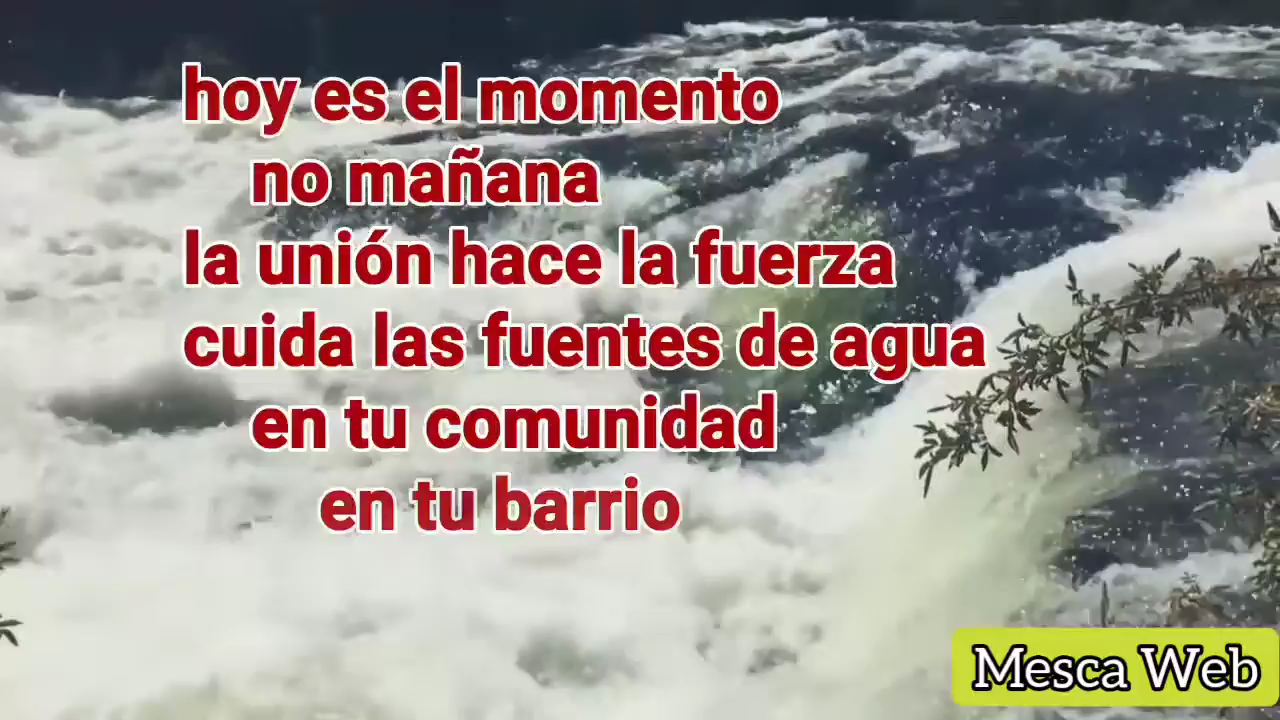 hoy es el momento
no mañana
la unión hace la fuerza
cuida las fuentes de agua
en tu comunidad
en tu barrio
Mesca Web